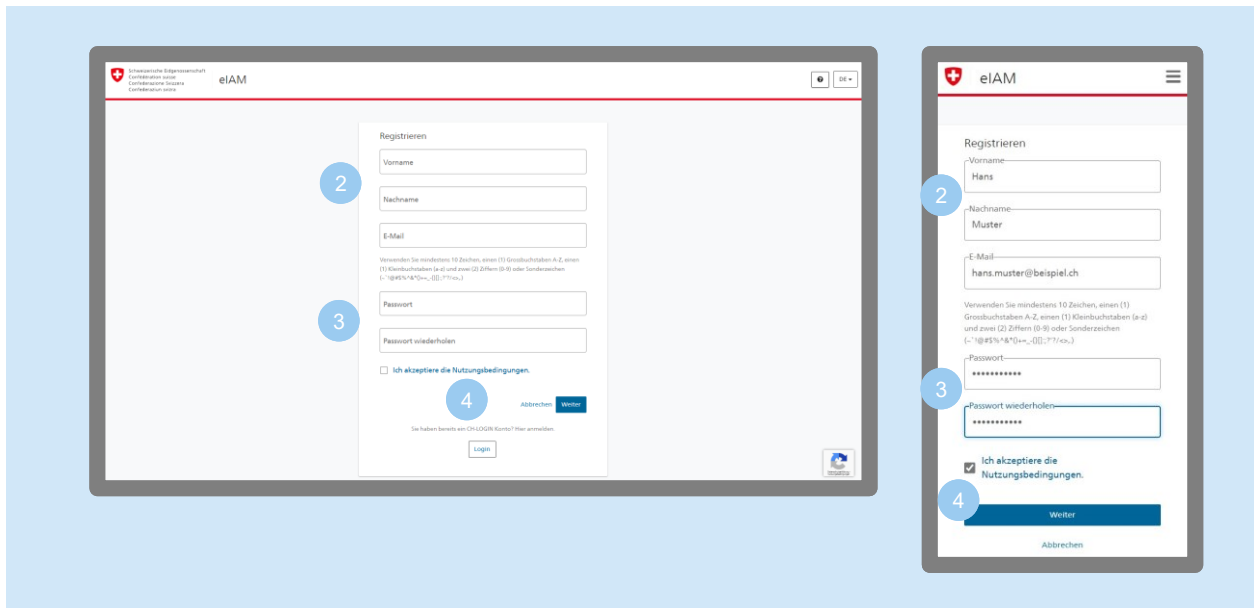 Schweizerische Eidgenossenschaft
Confédération suisse
Confederazione Svizzera
Confederaziun svizra
eIAM
DE
Registrieren
Vorname
2
Nachname
E-Mail
Verwenden Sie mindestens 10 Zeichen, einen (1) Grossbuchstaben A-Z, einen
(1) Kleinbuchstaben (a-z) und zwei (2) Ziffern (0-9) oder Sonderzeichen
Passwort
3
Passwort wiederholen
Ich akzeptiere die Nutzungsbedingungen.
4
Abbrechen Weiter
Sie haben bereits ein CH-LOGIN Konto? Hier anmelden.
Login
eIAM
Registrieren
Vorname
Hans
2
Nachname
Muster
E-Mail
hans.muster@beispiel.ch
Verwenden Sie mindestens 10 Zeichen, einen (1)
Grossbuchstaben A-Z, einen (1) Kleinbuchstaben (a-z)
und zwei (2) Ziffern (0-9) oder Sonderzeichen
Passwort
•••••••••••
3
Passwort wiederholen
•••••••••••
Ich akzeptiere die
Nutzungsbedingungen.
4
Weiter
Abbrechen